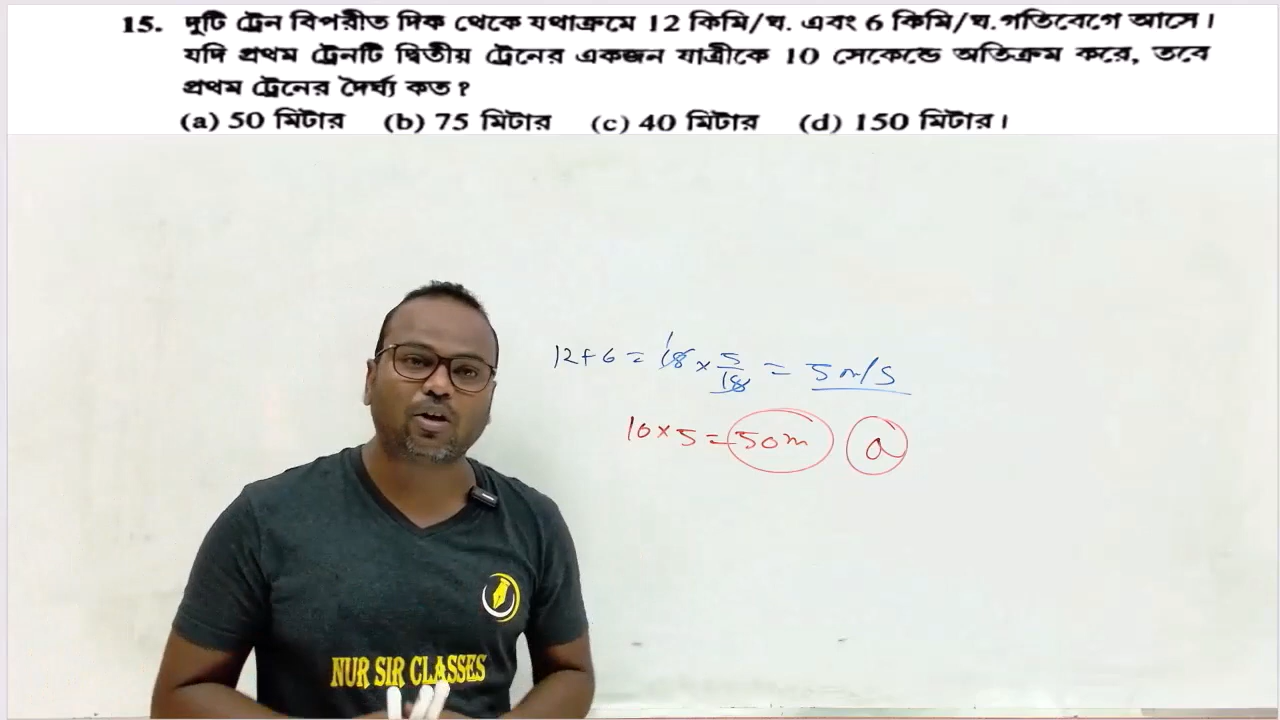 15. দুটি ট্রেন বিপরীত দিক থেকে যথাক্রমে 12 কিমি/ঘ. এবং 6 কিমি/ঘ. গতিবেগে আসে।
যদি প্রথম ট্রেনটি দ্বিতীয় ট্রেনের একজন যাত্রীকে 10 সেকেন্ডে অতিক্রম করে, তবে
প্রথম ট্রেনের দৈর্ঘ্য কত?
(a) 50 মিটার (b) 75 মিটার (c) 40 মিটার (d) 150 মিটার।
12+6 = 18 × 5/18 = 5 m/s
10×5 = 50m a
NUR SIR CLASSES